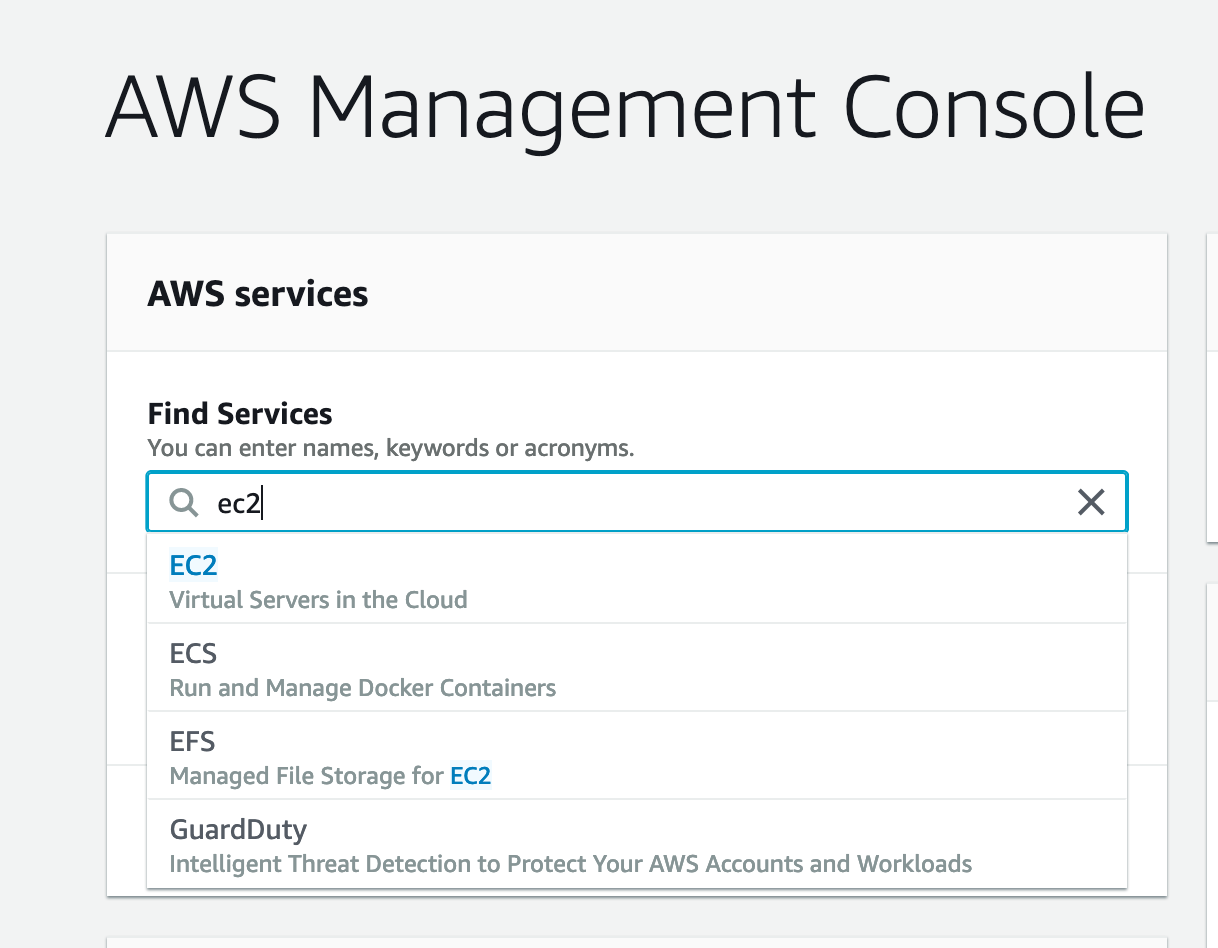 AWS Management Console
AWS services
Find Services
You can enter names, keywords or acronyms.
ec2
EC2
Virtual Servers in the Cloud
ECS
Run and Manage Docker Containers
EFS
Managed File Storage for EC2
GuardDuty
Intelligent Threat Detection to Protect Your AWS Accounts and Workloads